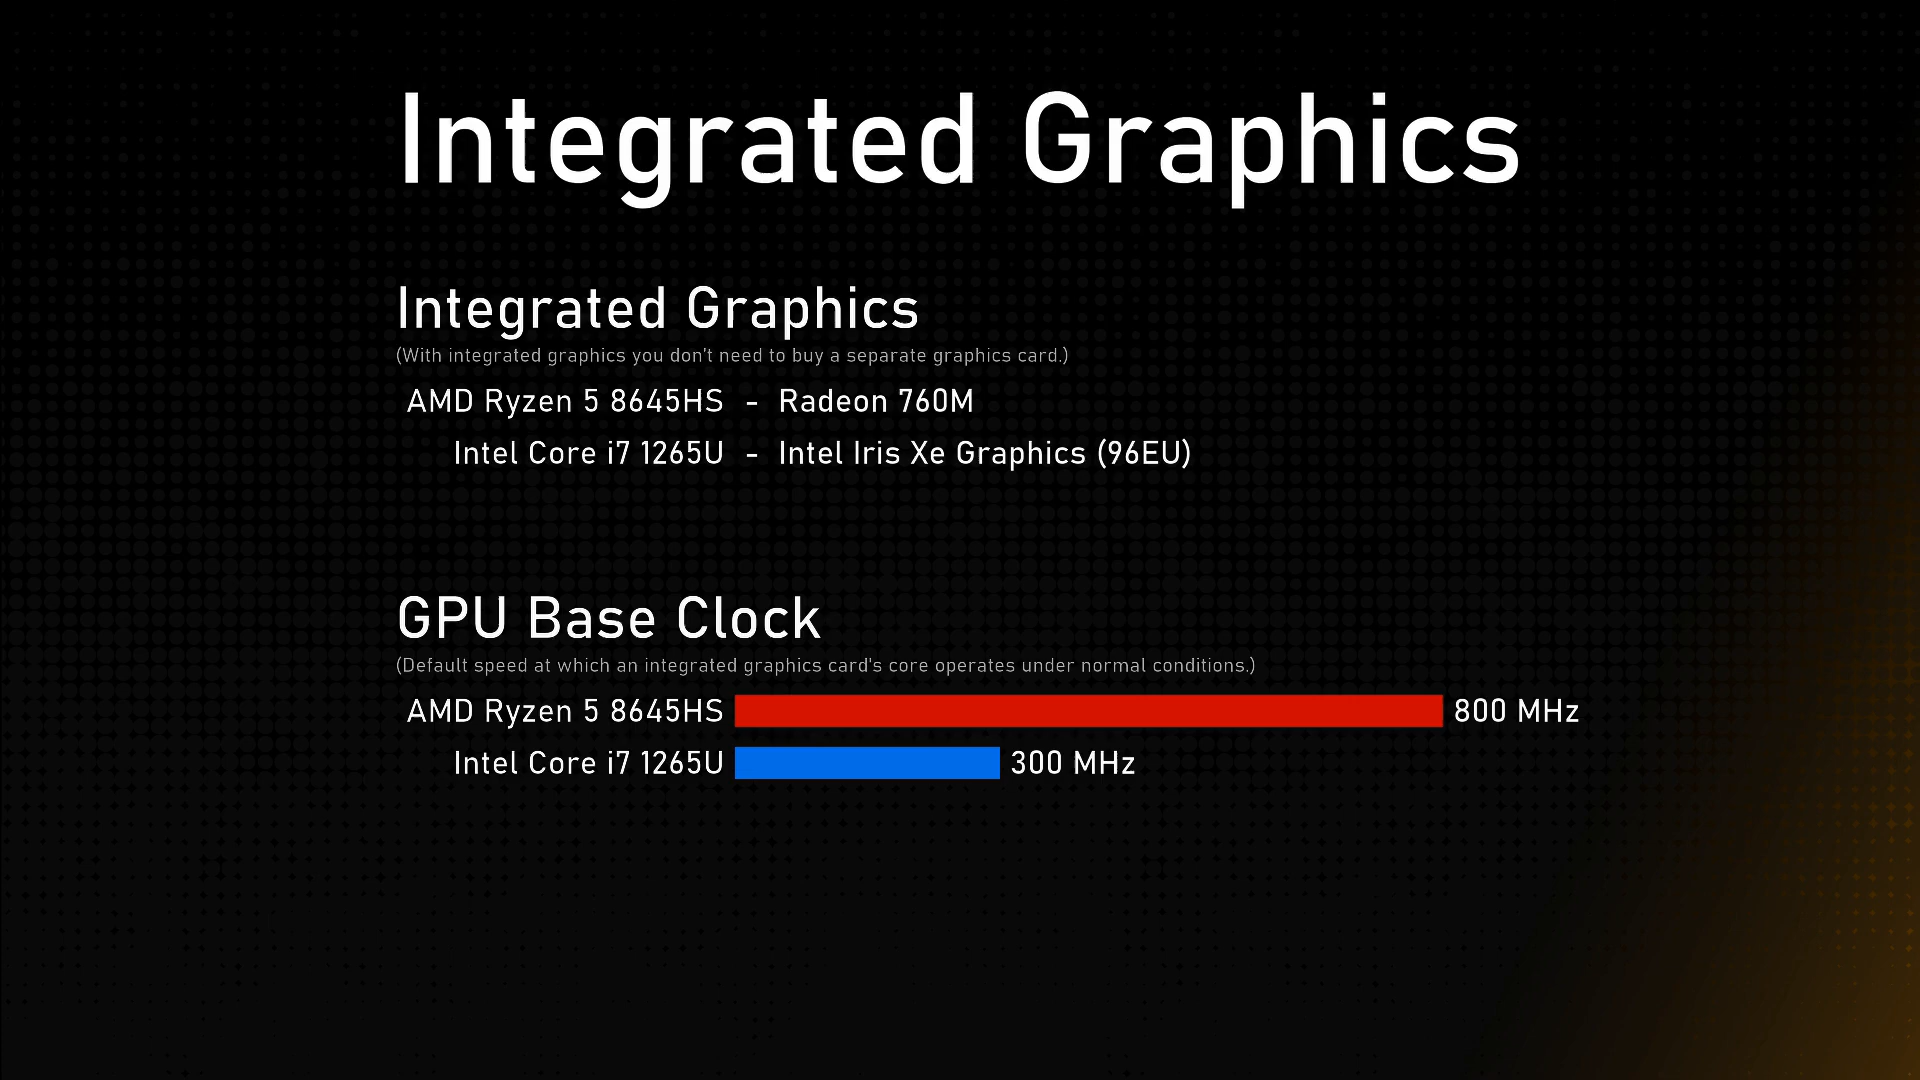 Integrated Graphics
Integrated Graphics
(With integrated graphics you don't need to buy a separate graphics card.)
AMD Ryzen 5 8645HS - Radeon 760M
Intel Core i7 1265U - Intel Iris Xe Graphics (96EU)
GPU Base Clock
(Default speed at which an integrated graphics card's core operates under normal conditions.)
AMD Ryzen 5 8645HS 800 MHz
Intel Core i7 1265U 300 MHz